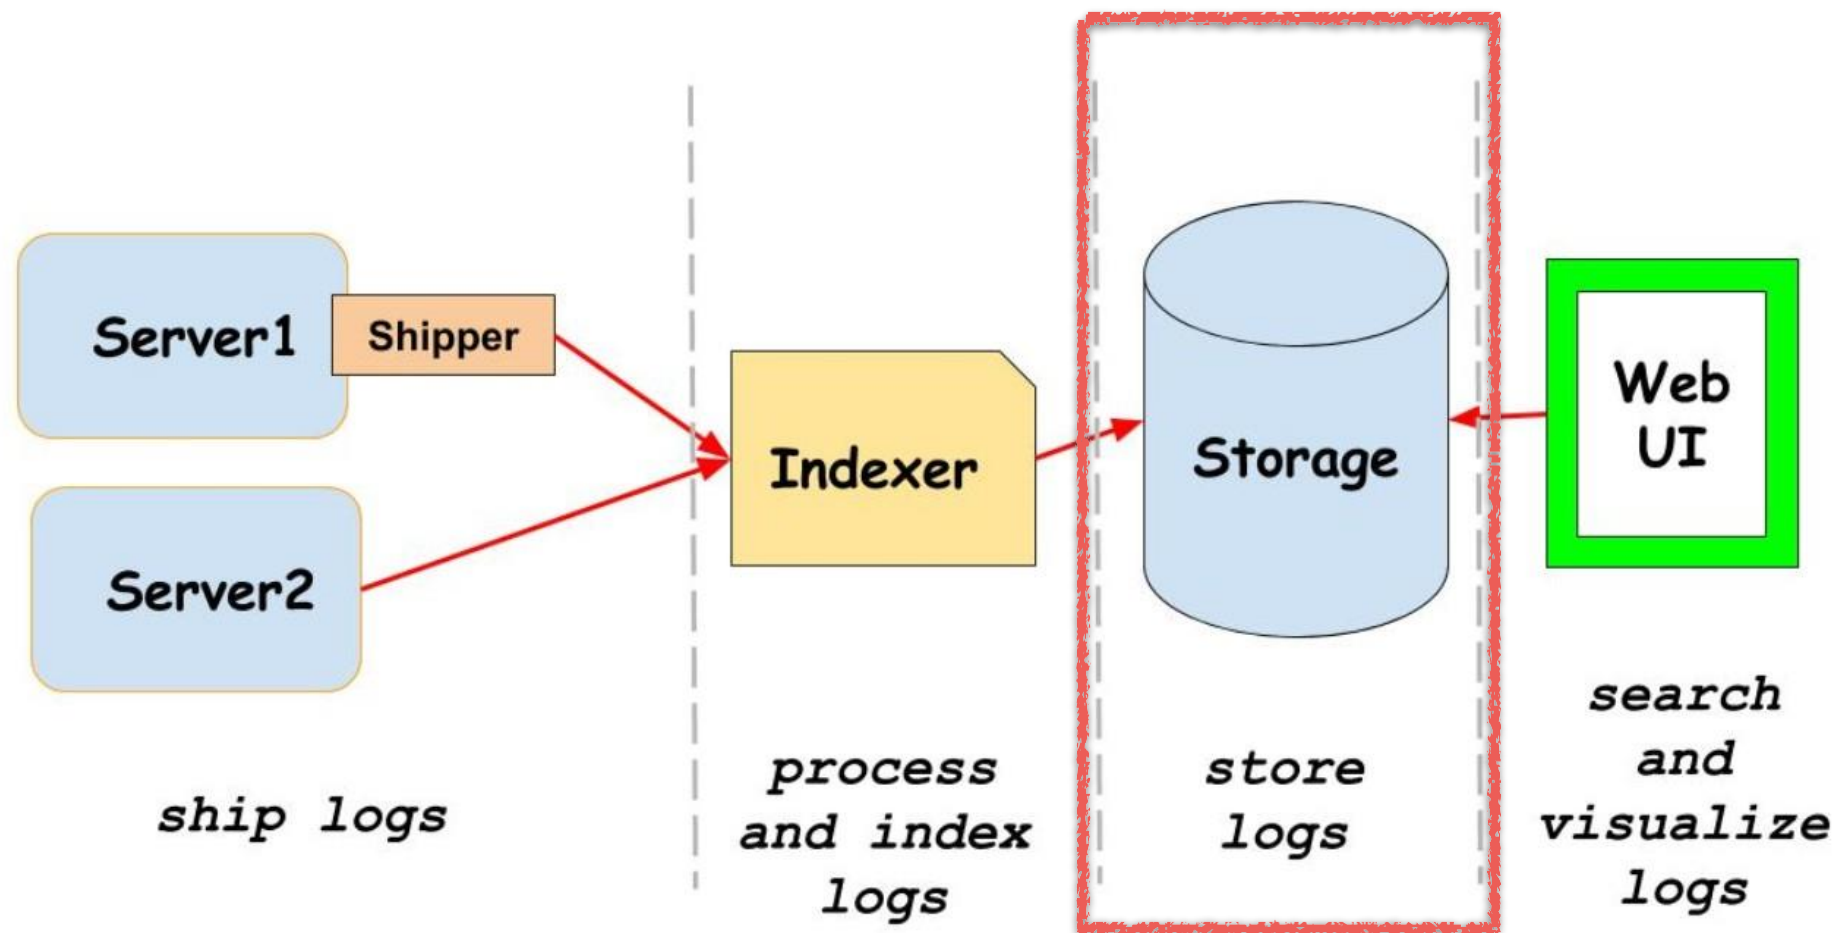 Server1
Shipper
Server2
ship logs
Indexer
process
and index
logs
Storage
store
logs
Web
UI
search
and
visualize
logs